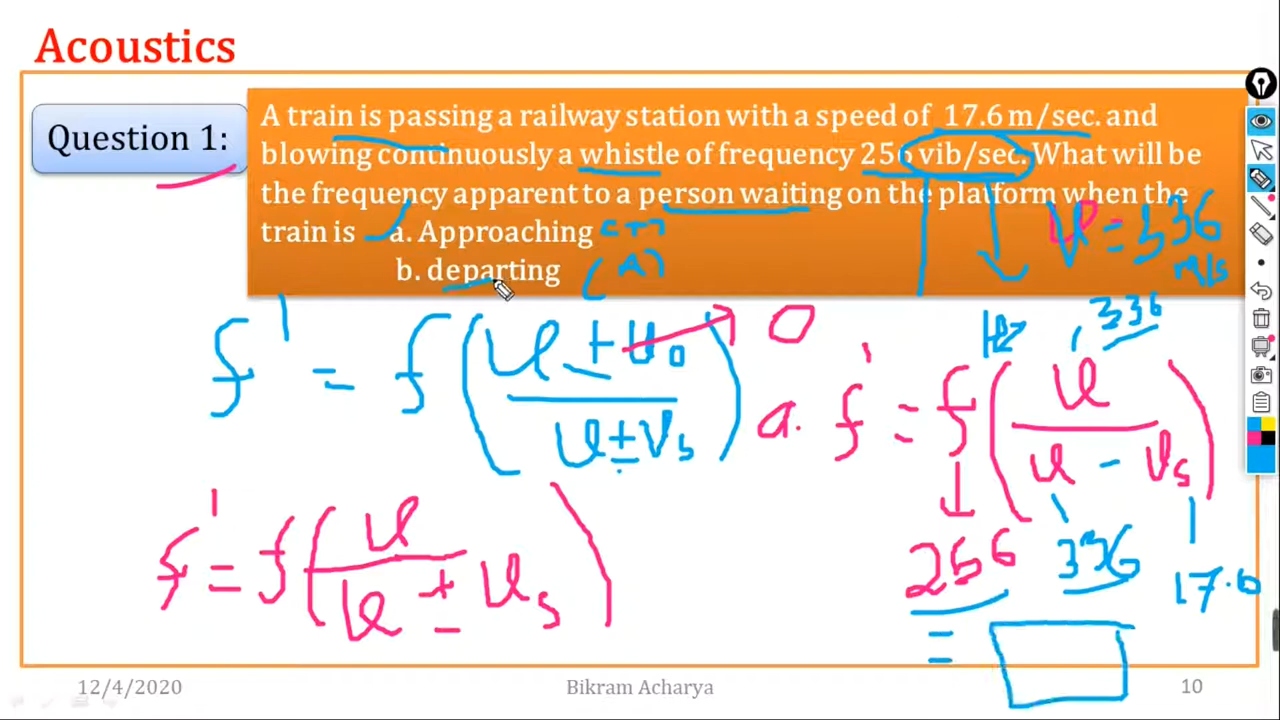 Acoustics
Question 1:
A train is passing a railway station with a speed of 17.6 m/sec. and
blowing continuously a whistle of frequency 256 vib/sec. What will be
the frequency apparent to a person waiting on the platform when the
train is a. Approaching
b. departing
V = 336
m/s
f' = f(v ± v₀ / v ± vₛ)
0
Hz
336
a. f' = f(v / v - vₛ)
f' = f(v / v ± vₛ)
256
336
17.6
=
12/4/2020
Bikram Acharya
10